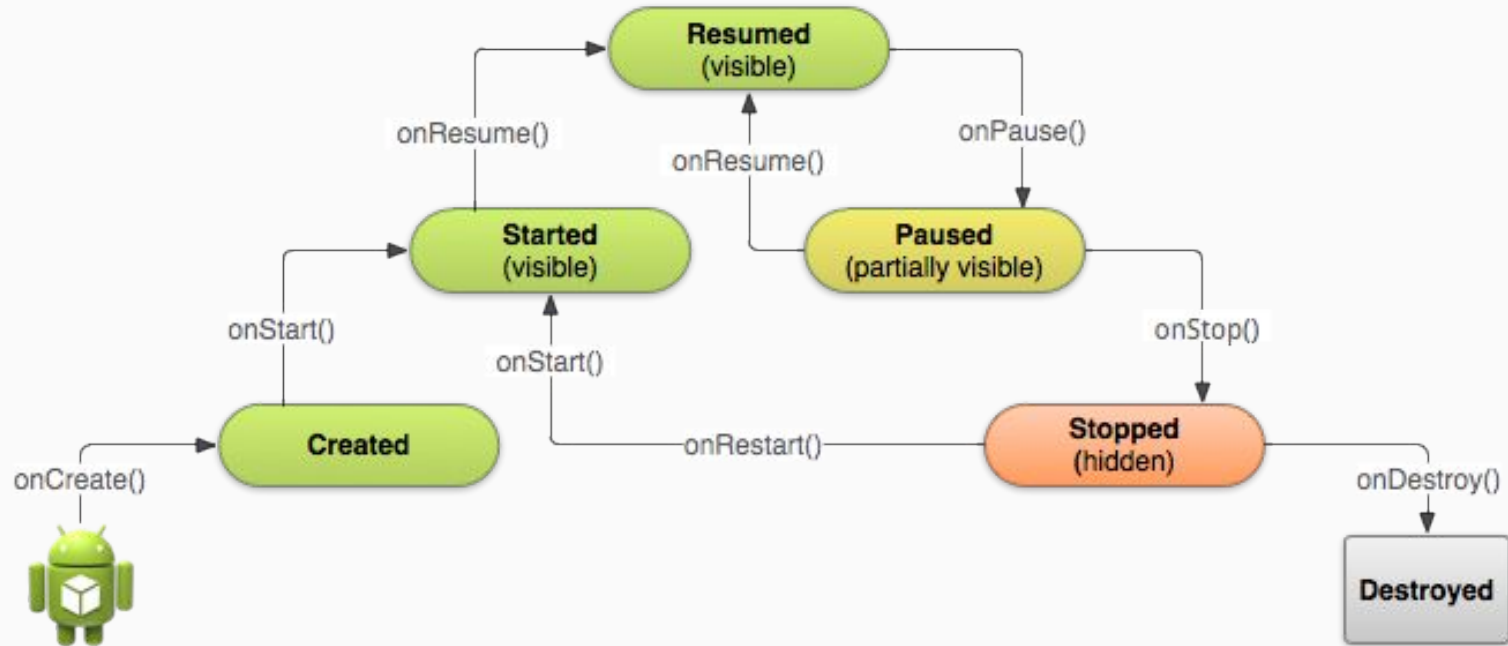 Resumed
(visible)
onResume()
onPause()
onResume()
Started
(visible)
Paused
(partially visible)
onStart()
onStop()
onStart()
Created
onRestart()
Stopped
(hidden)
onCreate()
onDestroy()
Destroyed